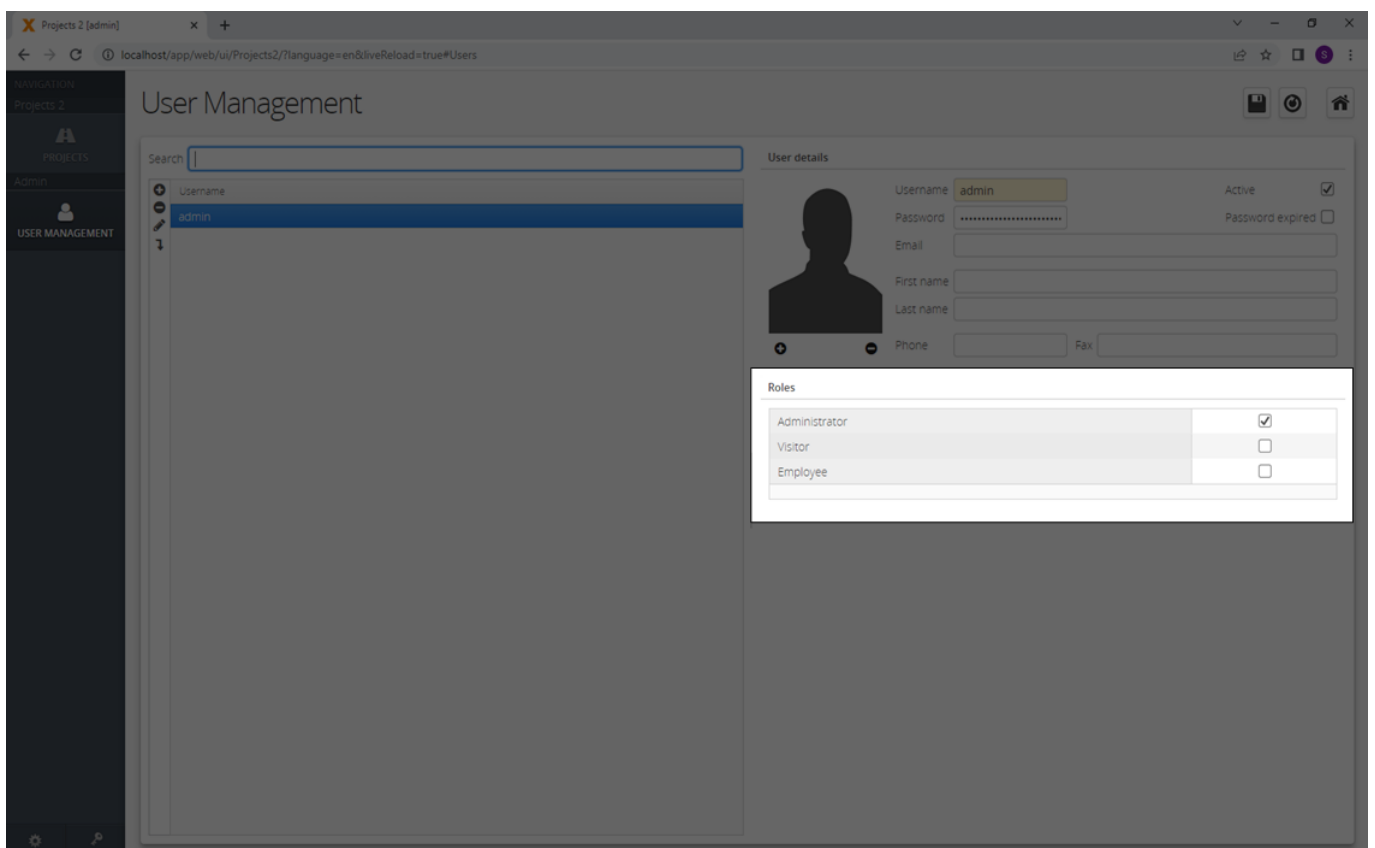 Projects 2 [admin]
localhost/app/web/ui/Projects2/?language=en&liveReload=true#Users
S
NAVIGATION
Projects 2
PROJECTS
Admin
USER MANAGEMENT
User Management
Search
Username
admin
User details
Username admin Active
Password Password expired
Email
First name
Last name
Phone Fax
Roles
Administrator
Visitor
Employee